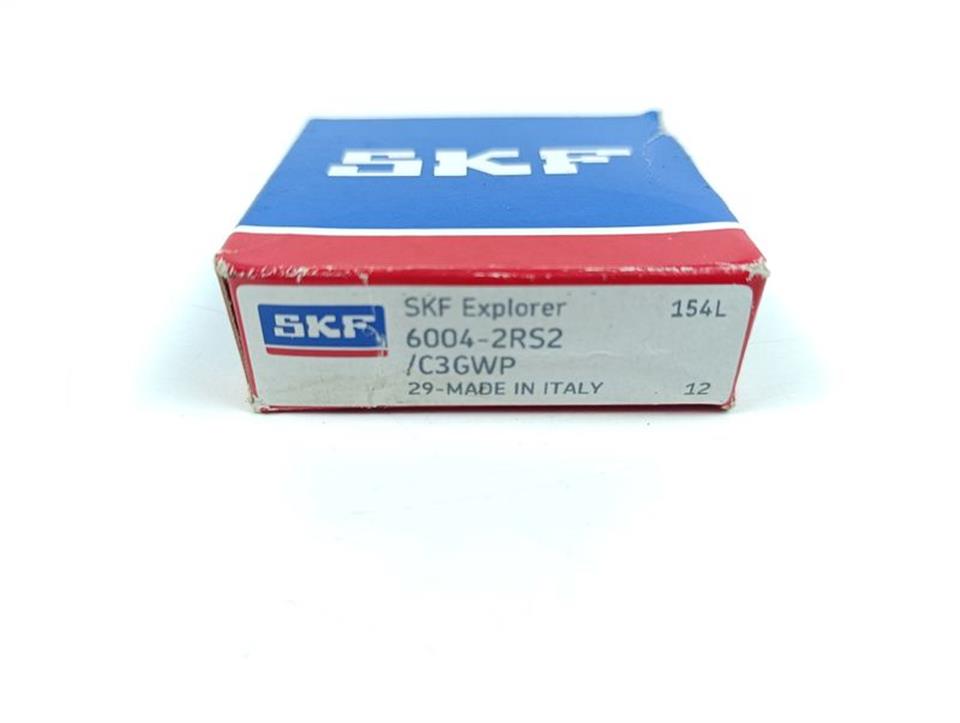 SKF
SKF
SKF Explorer
154L
6004-2RS2
/C3GWP
29-MADE IN ITALY
12